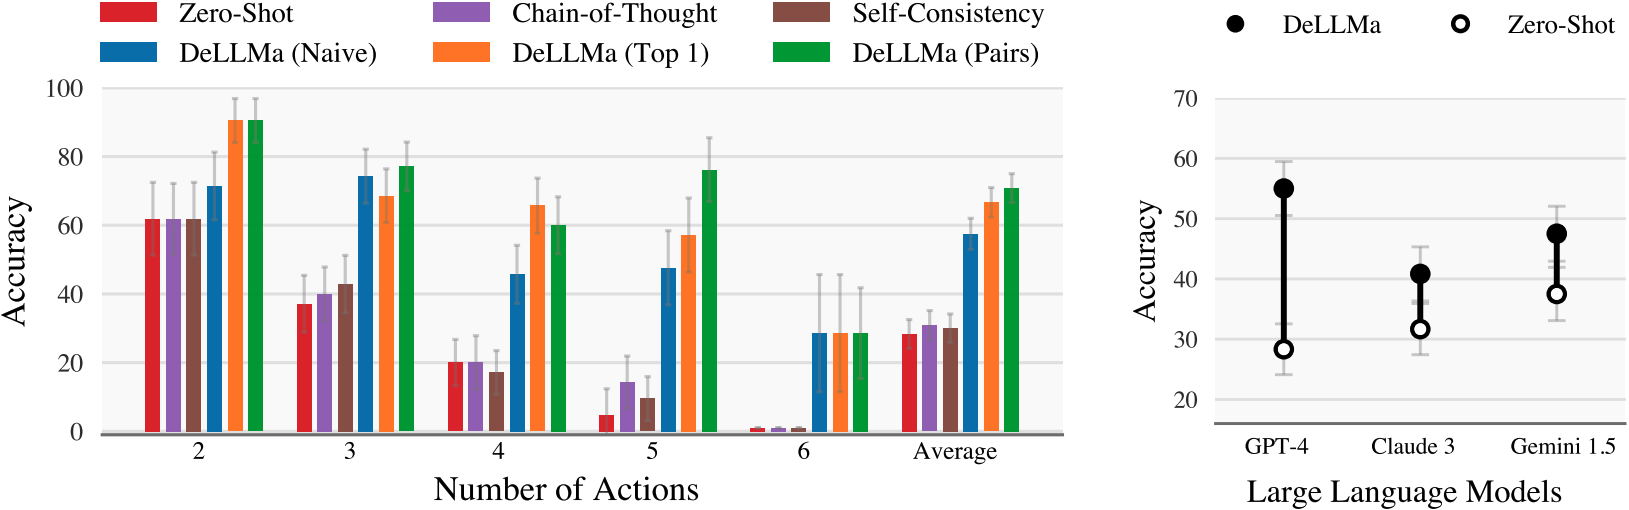 Zero-Shot Chain-of-Thought Self-Consistency
DeLLMa (Naive) DeLLMa (Top 1) DeLLMa (Pairs)
100
80
60
40
20
0
Accuracy
2 3 4 5 6 Average
Number of Actions
DeLLMa Zero-Shot
70
60
50
40
30
20
Accuracy
GPT-4 Claude 3 Gemini 1.5
Large Language Models